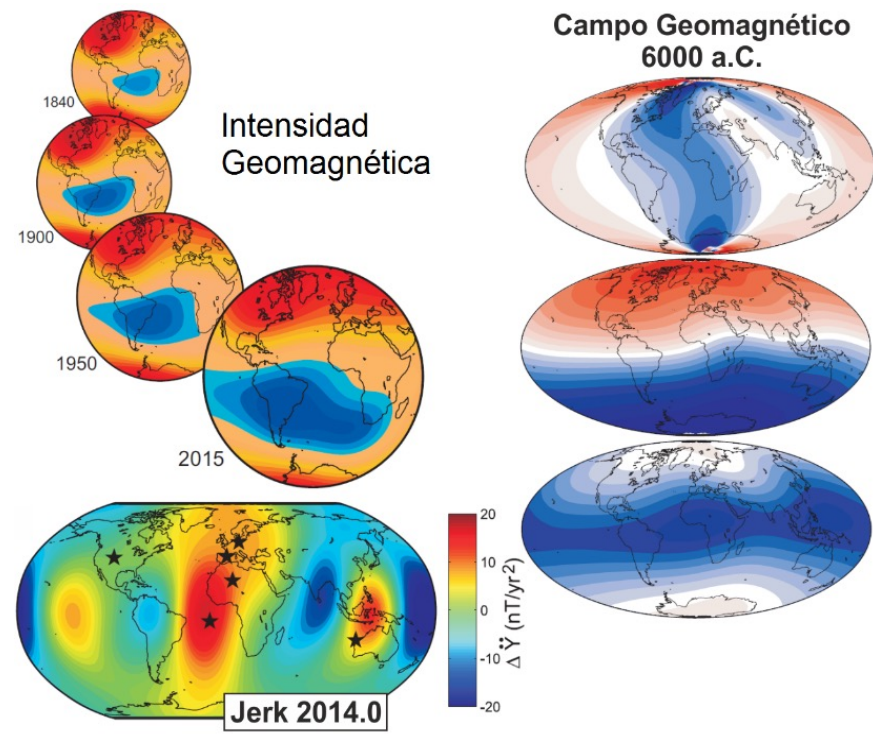 1840
1900
1950
2015
Intensidad
Geomagnética
Campo Geomagnético
6000 a.C.
20
10
0
-10
-20
Δ Ÿ (nT/yr²)
Jerk 2014.0